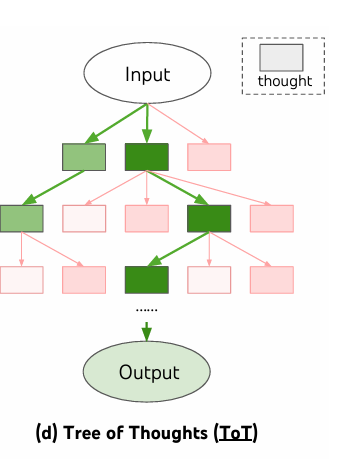 Input
thought
......
Output
(d) Tree of Thoughts (ToT)